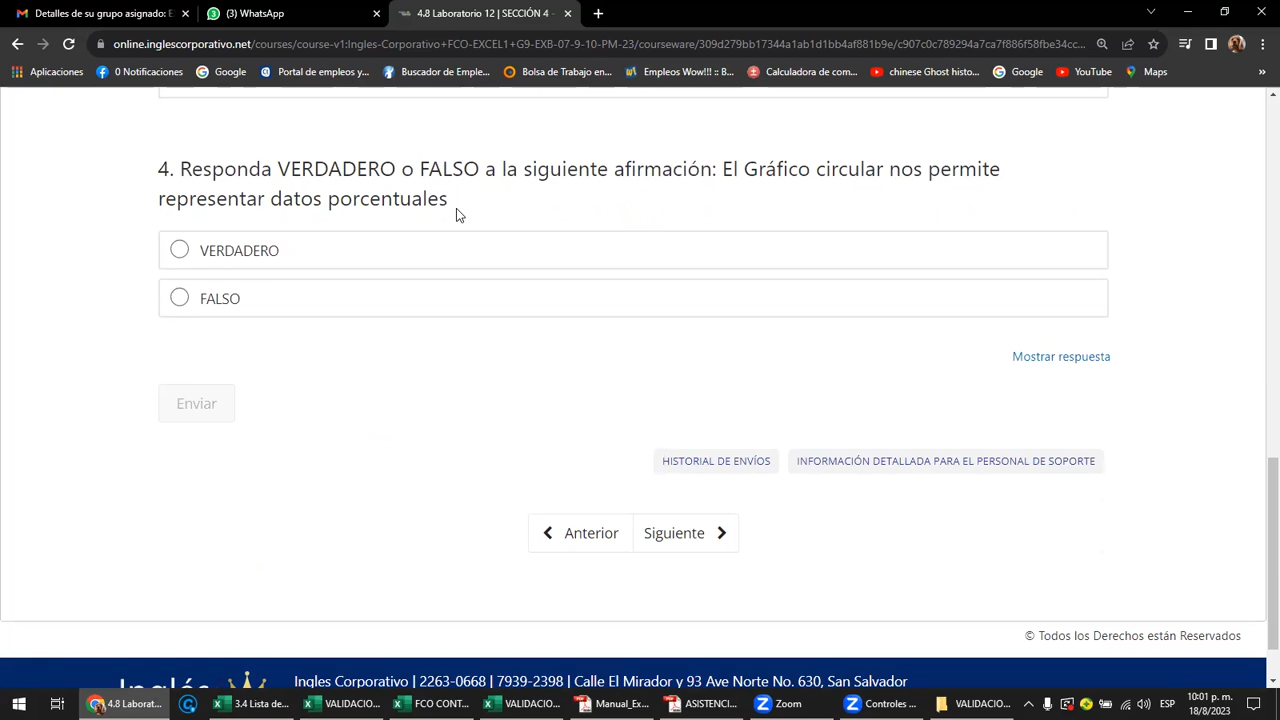 Detalles de su grupo asignado: E
(3) WhatsApp
4.8 Laboratorio 12 | SECCIÓN 4 -
online.inglescorporativo.net/courses/course-v1:Ingles-Corporativo+FCO-EXCEL1+G9-EXB-07-9-10-PM-23/courseware/309d279bb17344a1ab1d1bb4af881b9e/c907c0c789294a7ca7f886f58fbe34cc...
Aplicaciones 0 Notificaciones Google Portal de empleos y... Buscador de Emple... Bolsa de Trabajo en... Empleos Wow!!! :: B... Calculadora de com... chinese Ghost histo... Google YouTube Maps »
4. Responda VERDADERO o FALSO a la siguiente afirmación: El Gráfico circular nos permite
representar datos porcentuales
VERDADERO
FALSO
Mostrar respuesta
Enviar
HISTORIAL DE ENVÍOS INFORMACIÓN DETALLADA PARA EL PERSONAL DE SOPORTE
Anterior Siguiente
© Todos los Derechos están Reservados
Inglés
Ingles Corporativo | 2263-0668 | 7939-2398 | Calle El Mirador y 93 Ave Norte No. 630, San Salvador
4.8 Laborat... 3.4 Lista de... VALIDACIO... FCO CONT... VALIDACIO... Manual_Ex... ASISTENCI... Zoom Controles ... VALIDACIO... ESP
10:01 p. m.
18/8/2023